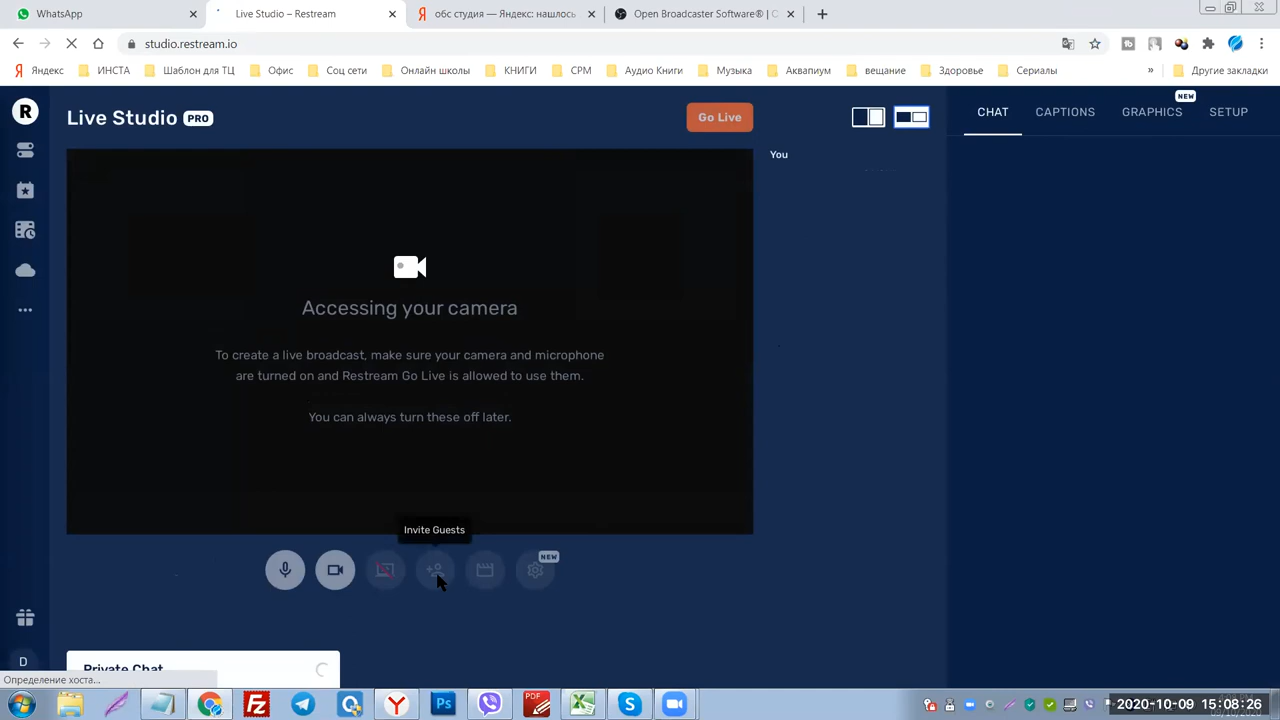 WhatsApp
Live Studio – Restream
обс студия — Яндекс: нашлось
Open Broadcaster Software® | О
studio.restream.io
Яндекс
ИНСТА
Шаблон для ТЦ
Офис
Соц сети
Онлайн школы
КНИГИ
СРМ
Аудио Книги
Музыка
Аквапиум
вещание
Здоровье
Сериалы
»
Другие закладки
R
Live Studio PRO
Go Live
NEW
CHAT
CAPTIONS
GRAPHICS
SETUP
You
Accessing your camera
To create a live broadcast, make sure your camera and microphone
are turned on and Restream Go Live is allowed to use them.
You can always turn these off later.
Invite Guests
NEW
D
Private Chat
Определение хоста...
Fz
Y
Ps
PDF
S
2020-10-09 15:08:26